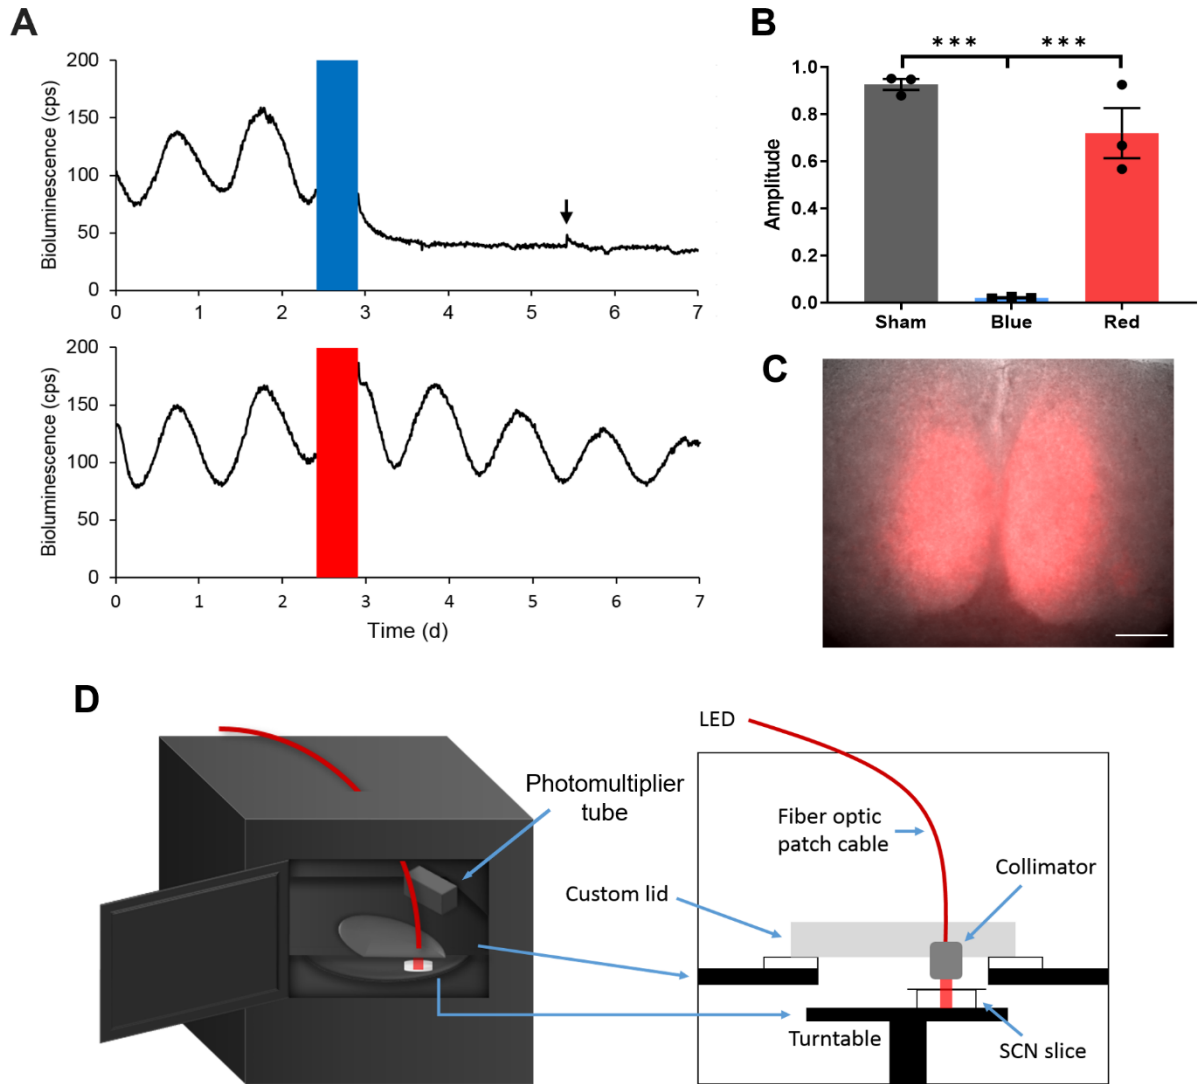 A
Bioluminescence (cps)
200
150
100
50
0
0 1 2 3 4 5 6 7
Bioluminescence (cps)
200
150
100
50
0
0 1 2 3 4 5 6 7
Time (d)
B
*** ***
Amplitude
1.0
0.8
0.6
0.4
0.2
0.0
Sham Blue Red
C
D
Photomultiplier
tube
LED
Fiber optic
patch cable
Collimator
Custom lid
Turntable
SCN slice